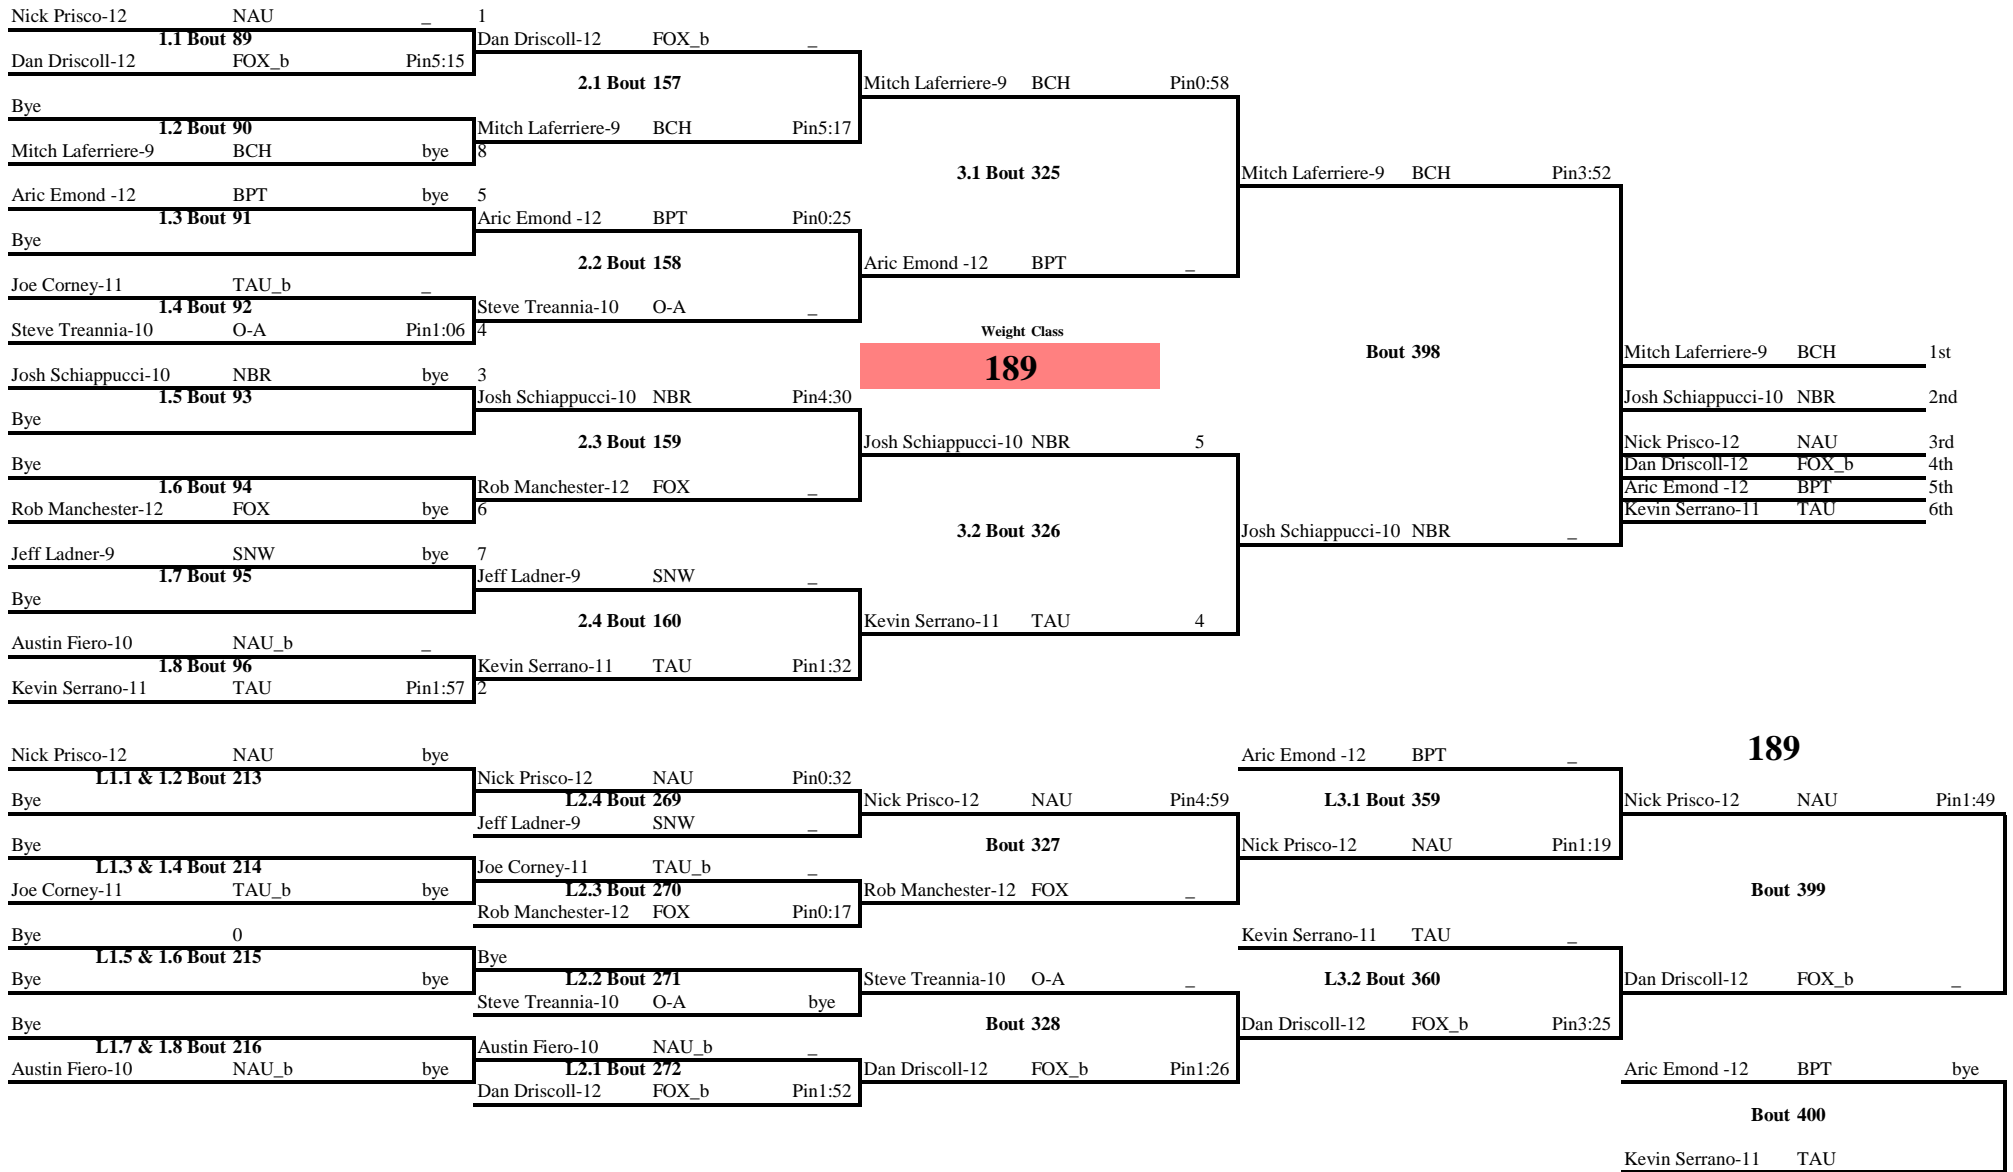 Nick Prisco-12 NAU _ 1
1.1 Bout 89 Dan Driscoll-12 FOX_b _
Dan Driscoll-12 FOX_b Pin5:15
2.1 Bout 157 Mitch Laferriere-9 BCH Pin0:58
Bye
1.2 Bout 90 Mitch Laferriere-9 BCH Pin5:17
Mitch Laferriere-9 BCH bye 8
3.1 Bout 325 Mitch Laferriere-9 BCH Pin3:52
Aric Emond -12 BPT bye 5
1.3 Bout 91 Aric Emond -12 BPT Pin0:25
Bye
2.2 Bout 158 Aric Emond -12 BPT _
Joe Corney-11 TAU_b _
1.4 Bout 92 Steve Treannia-10 O-A _
Steve Treannia-10 O-A Pin1:06 4
Weight Class
189
Bout 398 Mitch Laferriere-9 BCH 1st
Josh Schiappucci-10 NBR bye 3
1.5 Bout 93 Josh Schiappucci-10 NBR Pin4:30
Josh Schiappucci-10 NBR 2nd
Bye
2.3 Bout 159 Josh Schiappucci-10 NBR 5
Nick Prisco-12 NAU 3rd
Bye
Dan Driscoll-12 FOX_b 4th
1.6 Bout 94 Rob Manchester-12 FOX _
Aric Emond -12 BPT 5th
Rob Manchester-12 FOX bye 6
Kevin Serrano-11 TAU 6th
3.2 Bout 326 Josh Schiappucci-10 NBR _
Jeff Ladner-9 SNW bye 7
1.7 Bout 95 Jeff Ladner-9 SNW _
Bye
2.4 Bout 160 Kevin Serrano-11 TAU 4
Austin Fiero-10 NAU_b _
1.8 Bout 96 Kevin Serrano-11 TAU Pin1:32
Kevin Serrano-11 TAU Pin1:57 2
189
Nick Prisco-12 NAU bye Aric Emond -12 BPT _
L1.1 & 1.2 Bout 213 Nick Prisco-12 NAU Pin0:32
Bye L2.4 Bout 269 Nick Prisco-12 NAU Pin4:59 L3.1 Bout 359 Nick Prisco-12 NAU Pin1:49
Jeff Ladner-9 SNW _
Bye Bout 327 Nick Prisco-12 NAU Pin1:19
L1.3 & 1.4 Bout 214 Joe Corney-11 TAU_b _
Joe Corney-11 TAU_b bye L2.3 Bout 270 Rob Manchester-12 FOX _ Bout 399
Rob Manchester-12 FOX Pin0:17
Bye 0 Kevin Serrano-11 TAU _
L1.5 & 1.6 Bout 215 Bye
Bye bye L2.2 Bout 271 Steve Treannia-10 O-A _ L3.2 Bout 360 Dan Driscoll-12 FOX_b _
Steve Treannia-10 O-A bye
Bye Bout 328 Dan Driscoll-12 FOX_b Pin3:25
L1.7 & 1.8 Bout 216 Austin Fiero-10 NAU_b _
Austin Fiero-10 NAU_b bye L2.1 Bout 272 Dan Driscoll-12 FOX_b Pin1:26 Aric Emond -12 BPT bye
Dan Driscoll-12 FOX_b Pin1:52
Bout 400
Kevin Serrano-11 TAU